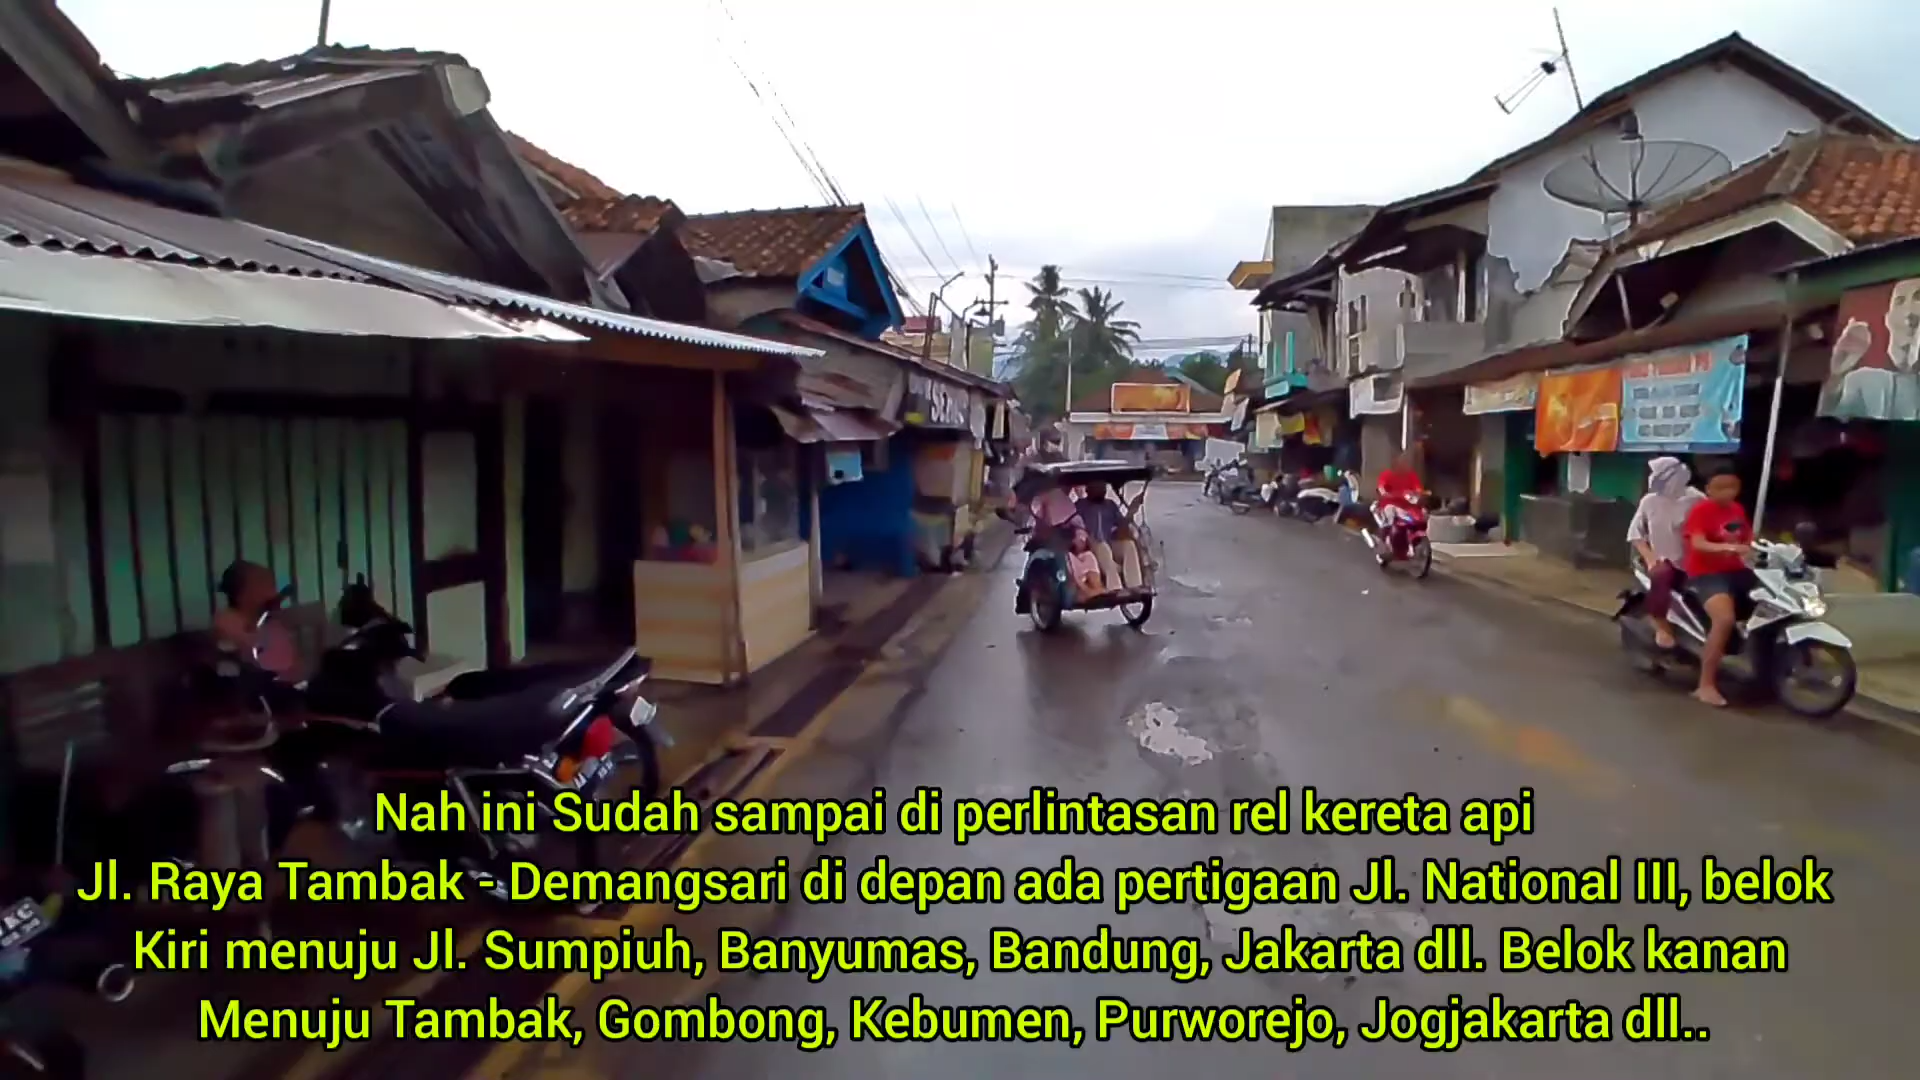 Nah ini Sudah sampai di perlintasan rel kereta api
Jl. Raya Tambak - Demangsari di depan ada pertigaan Jl. National III, belok
Kiri menuju Jl. Sumpiuh, Banyumas, Bandung, Jakarta dll. Belok kanan
Menuju Tambak, Gombong, Kebumen, Purworejo, Jogjakarta dll..